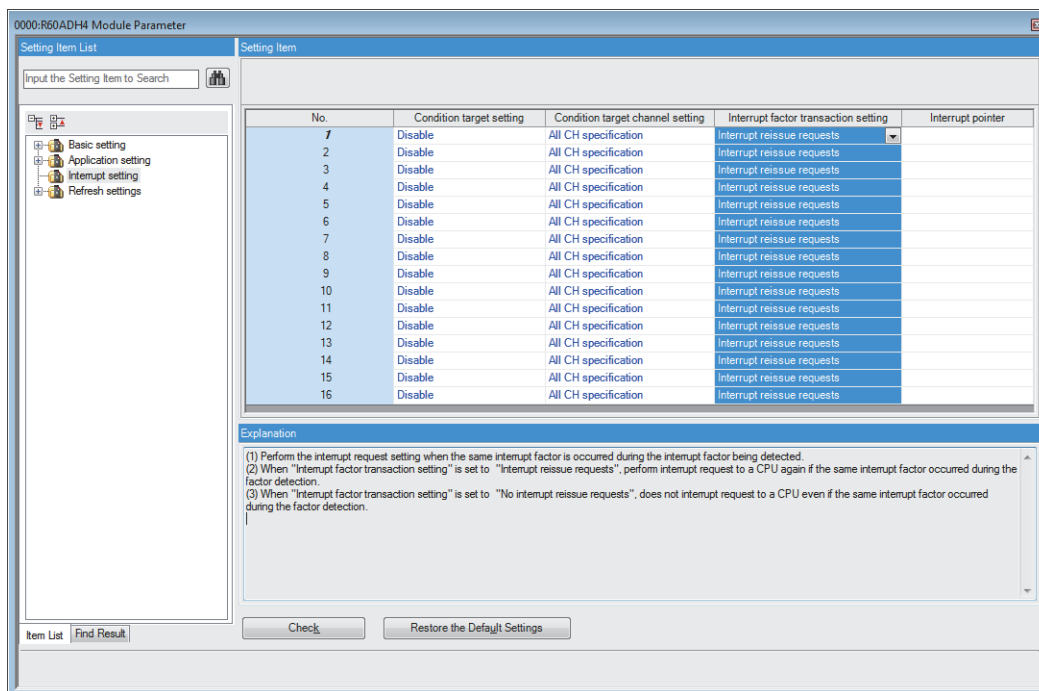 0000:R60ADH4 Module Parameter
Setting Item List
Input the Setting Item to Search
Basic setting
Application setting
Interrupt setting
Refresh settings
Item List Find Result
Setting Item
No. Condition target setting Condition target channel setting Interrupt factor transaction setting Interrupt pointer
1 Disable All CH specification Interrupt reissue requests
2 Disable All CH specification Interrupt reissue requests
3 Disable All CH specification Interrupt reissue requests
4 Disable All CH specification Interrupt reissue requests
5 Disable All CH specification Interrupt reissue requests
6 Disable All CH specification Interrupt reissue requests
7 Disable All CH specification Interrupt reissue requests
8 Disable All CH specification Interrupt reissue requests
9 Disable All CH specification Interrupt reissue requests
10 Disable All CH specification Interrupt reissue requests
11 Disable All CH specification Interrupt reissue requests
12 Disable All CH specification Interrupt reissue requests
13 Disable All CH specification Interrupt reissue requests
14 Disable All CH specification Interrupt reissue requests
15 Disable All CH specification Interrupt reissue requests
16 Disable All CH specification Interrupt reissue requests
Explanation
(1) Perform the interrupt request setting when the same interrupt factor is occurred during the interrupt factor being detected.
(2) When "Interrupt factor transaction setting" is set to "Interrupt reissue requests", perform interrupt request to a CPU again if the same interrupt factor occurred during the
factor detection.
(3) When "Interrupt factor transaction setting" is set to "No interrupt reissue requests", does not interrupt request to a CPU even if the same interrupt factor occurred
during the factor detection.
Check Restore the Default Settings